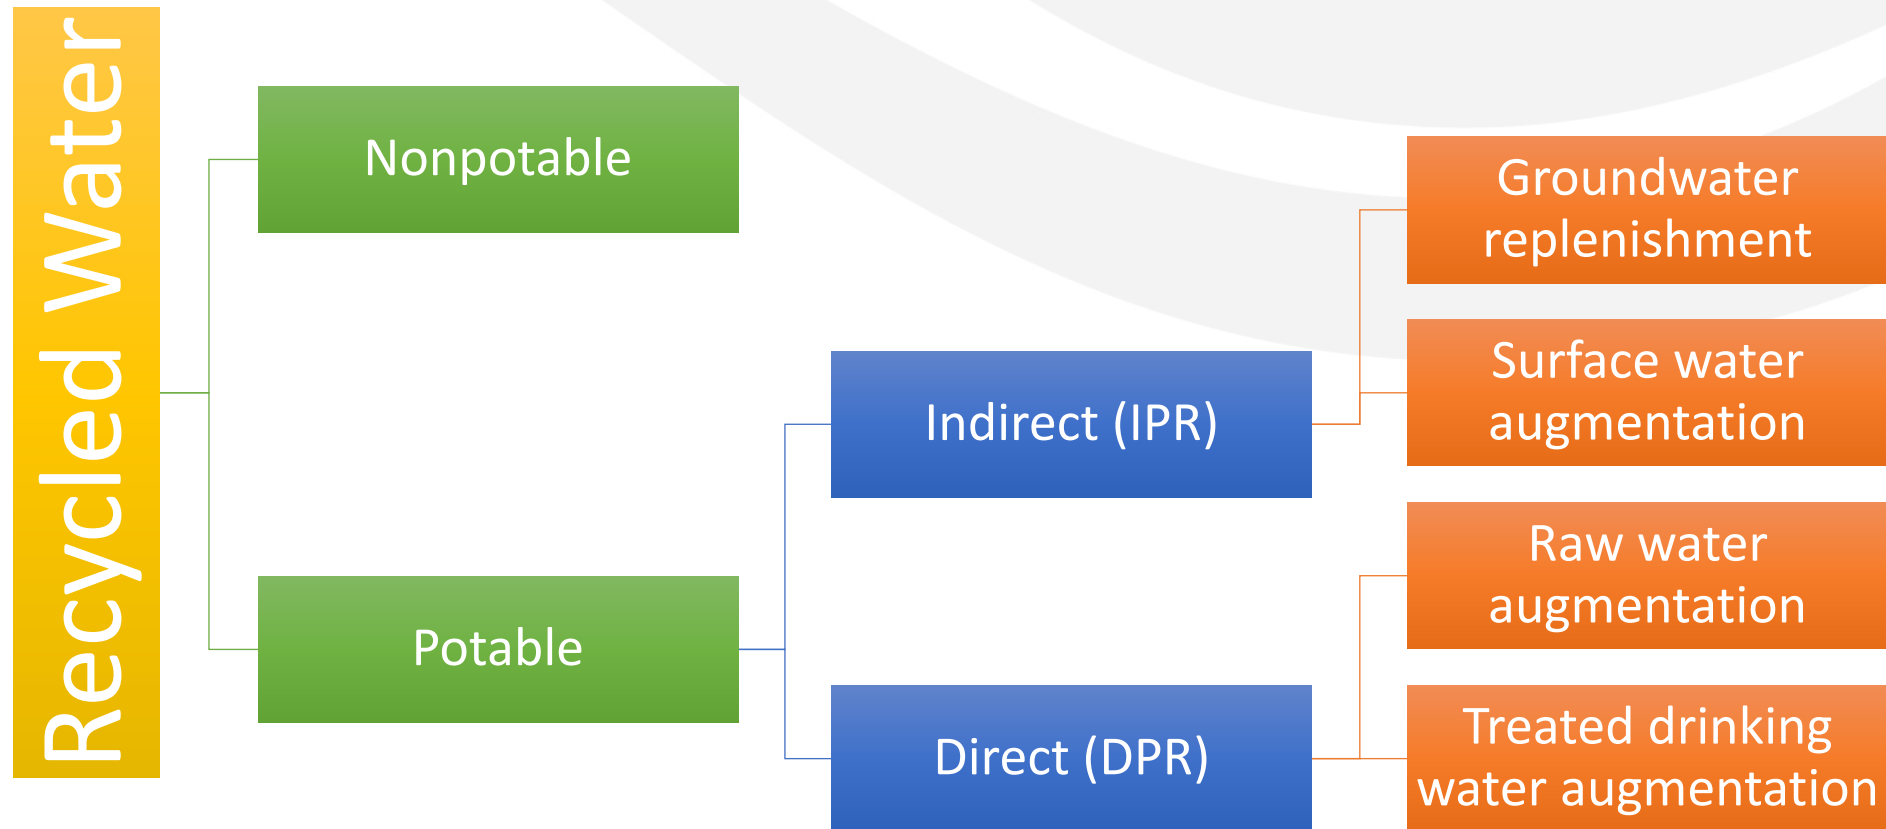 Recycled Water
Nonpotable
Potable
Indirect (IPR)
Direct (DPR)
Groundwater
replenishment
Surface water
augmentation
Raw water
augmentation
Treated drinking
water augmentation